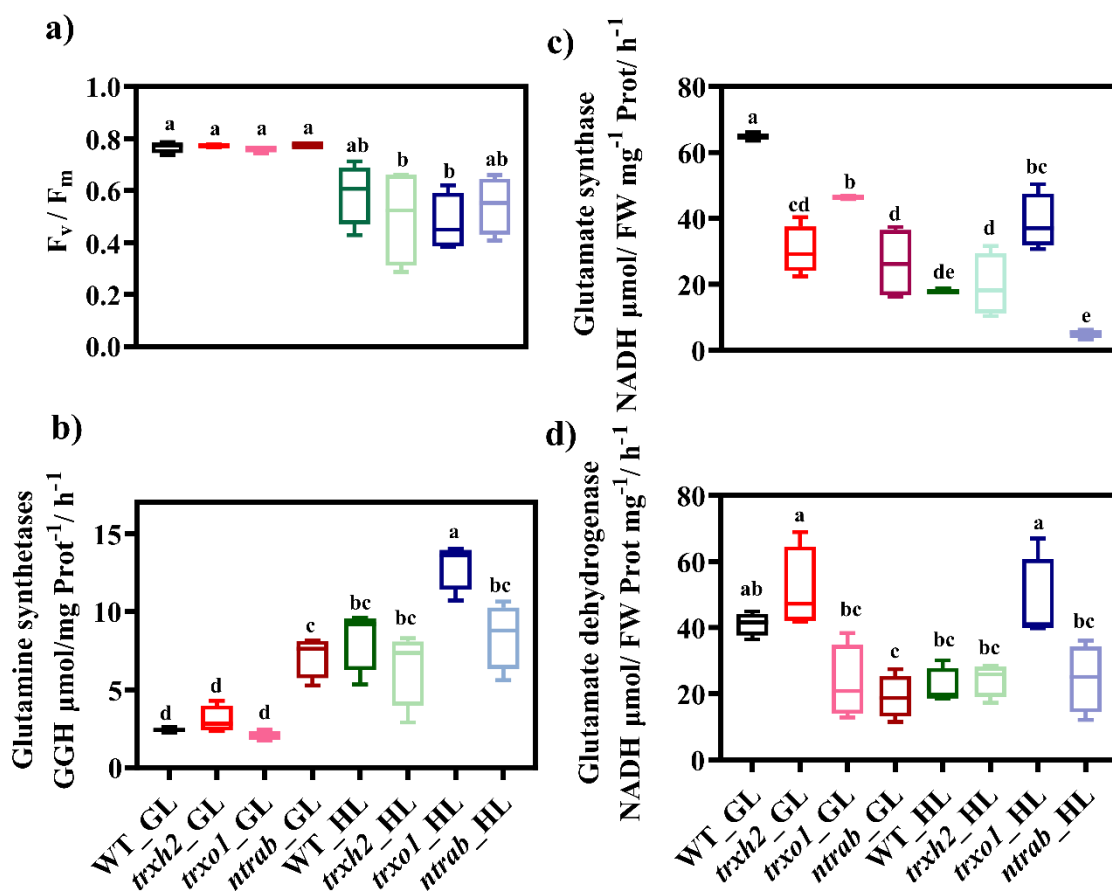 a)
F_v / F_m
1.0
0.8
0.6
0.4
0.2
0.0
a a a a ab b b ab
b)
Glutamine synthetases
GGH µmol/mg Prot⁻¹/ h⁻¹
15
10
5
0
d d d c bc bc a bc
WT_GL
trxh2_GL
trxo1_GL
ntrab_GL
WT_HL
trxh2_HL
trxo1_HL
ntrab_HL
c)
Glutamate synthase
NADH µmol/ FW mg⁻¹ Prot/ h⁻¹
80
60
40
20
0
a cd b d de d bc e
d)
Glutamate dehydrogenase
NADH µmol/ FW Prot mg⁻¹/ h⁻¹
80
60
40
20
0
ab a bc c bc bc a bc
WT_GL
trxh2_GL
trxo1_GL
ntrab_GL
WT_HL
trxh2_HL
trxo1_HL
ntrab_HL